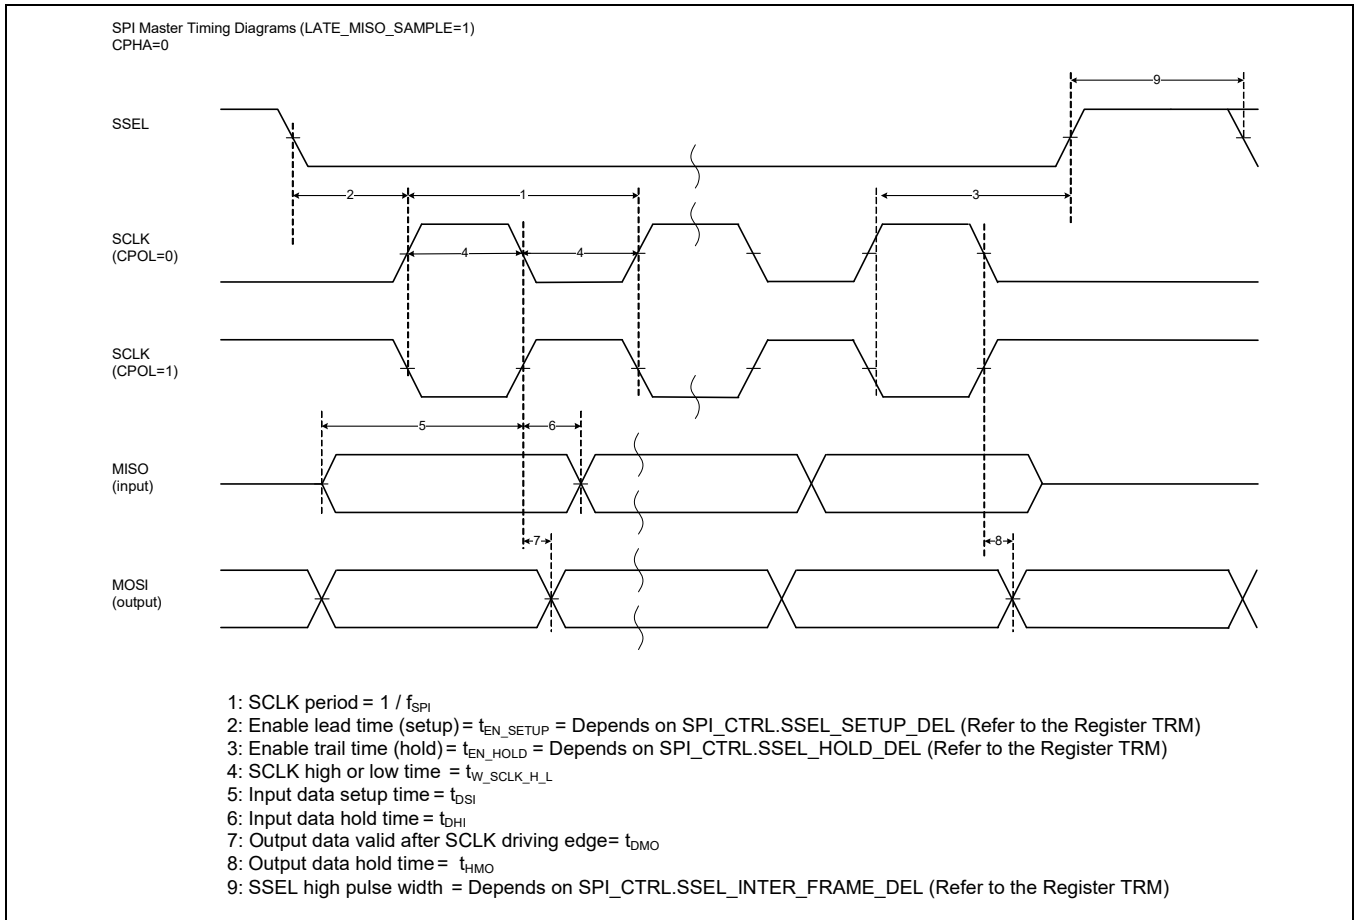 SPI Master Timing Diagrams (LATE_MISO_SAMPLE=1)
CPHA=0
9
SSEL
2
1
3
SCLK
(CPOL=0)
4
4
SCLK
(CPOL=1)
5
6
MISO
(input)
7
8
MOSI
(output)
1: SCLK period = 1 / fSPI
2: Enable lead time (setup) = tEN_SETUP = Depends on SPI_CTRL.SSEL_SETUP_DEL (Refer to the Register TRM)
3: Enable trail time (hold) = tEN_HOLD = Depends on SPI_CTRL.SSEL_HOLD_DEL (Refer to the Register TRM)
4: SCLK high or low time = tW_SCLK_H_L
5: Input data setup time = tDSI
6: Input data hold time = tDHI
7: Output data valid after SCLK driving edge= tDMO
8: Output data hold time = tHMO
9: SSEL high pulse width = Depends on SPI_CTRL.SSEL_INTER_FRAME_DEL (Refer to the Register TRM)